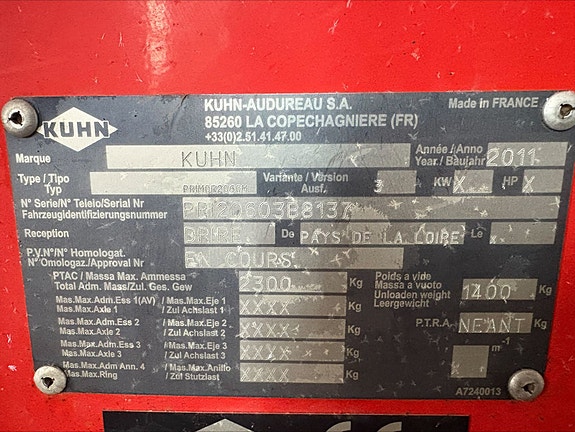 KUHN
KUHN-AUDUREAU S.A.
85260 LA COPECHAGNIERE (FR)
+33(0)2.51.41.47.00
Made in FRANCE
Marque KUHN Année/Anno Year./Baujahr 2011
Type / Tipo Typ Variante/Version Ausf. 3 KW X HP X
N° Serie/N° Telelo/Serial Nr Fahrzeugidentifizierungsnummer PRI20603B8137
Reception DRIRE De PAYS DE LA LOIRE Le x
P.V.N°/N° Homologat. N° Omologaz./Approval Nr EN COURS
PTAC / Massa Max. Ammessa Total Adm. Mass/Zul. Ges. Gew 2300 Kg
Poids a vide Massa a vuoto Unloaden weight Leergewicht 1400 Kg
Mas.Max.Adm.Ess 1(AV) / Mas.Max.Eje 1 Mas.Max.Axle 1 / Zul Achslast 1 XXXX Kg
Mas.Max.Adm.Ess 2 / Mas.Max.Eje 2 Mas.Max.Axle 2 / Zul Achslast 2 XXXX Kg
P.T.R.A. NEANT Kg
Mas.Max.Adm.Ess 3 / Mas.Max.Eje 3 Mas.Max.Axle 3 / Zul Achslast 3 XXXX Kg
x m-1
Mas.Max.Adm Ann. 4 / Mas.Max.Anillo Mas.Max.Ring / Zül Stutzlast XXXX Kg
A7240013